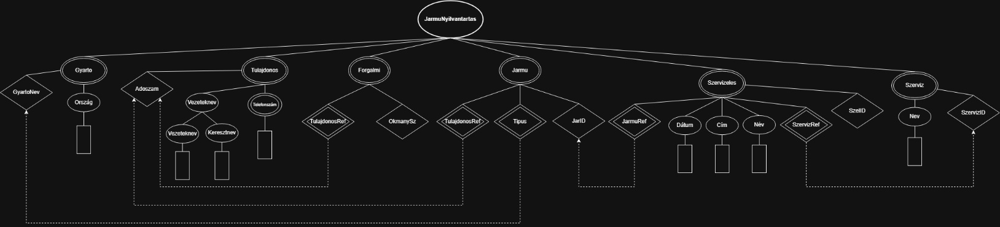 JarmuNyilvantartas
Gyarto
Tulajdonos
Forgalmi
Jarmu
Szervizeles
Szerviz
GyartoNev
Ország
Adoszam
Vezeteknev
Telefonszám
Vezeteknev
Keresztnev
TulajdonosRef
OkmanySz
TulajdonosRef
Tipus
JarID
JarmuRef
Dátum
Cím
Név
SzervizRef
SzelID
Nev
SzervizID